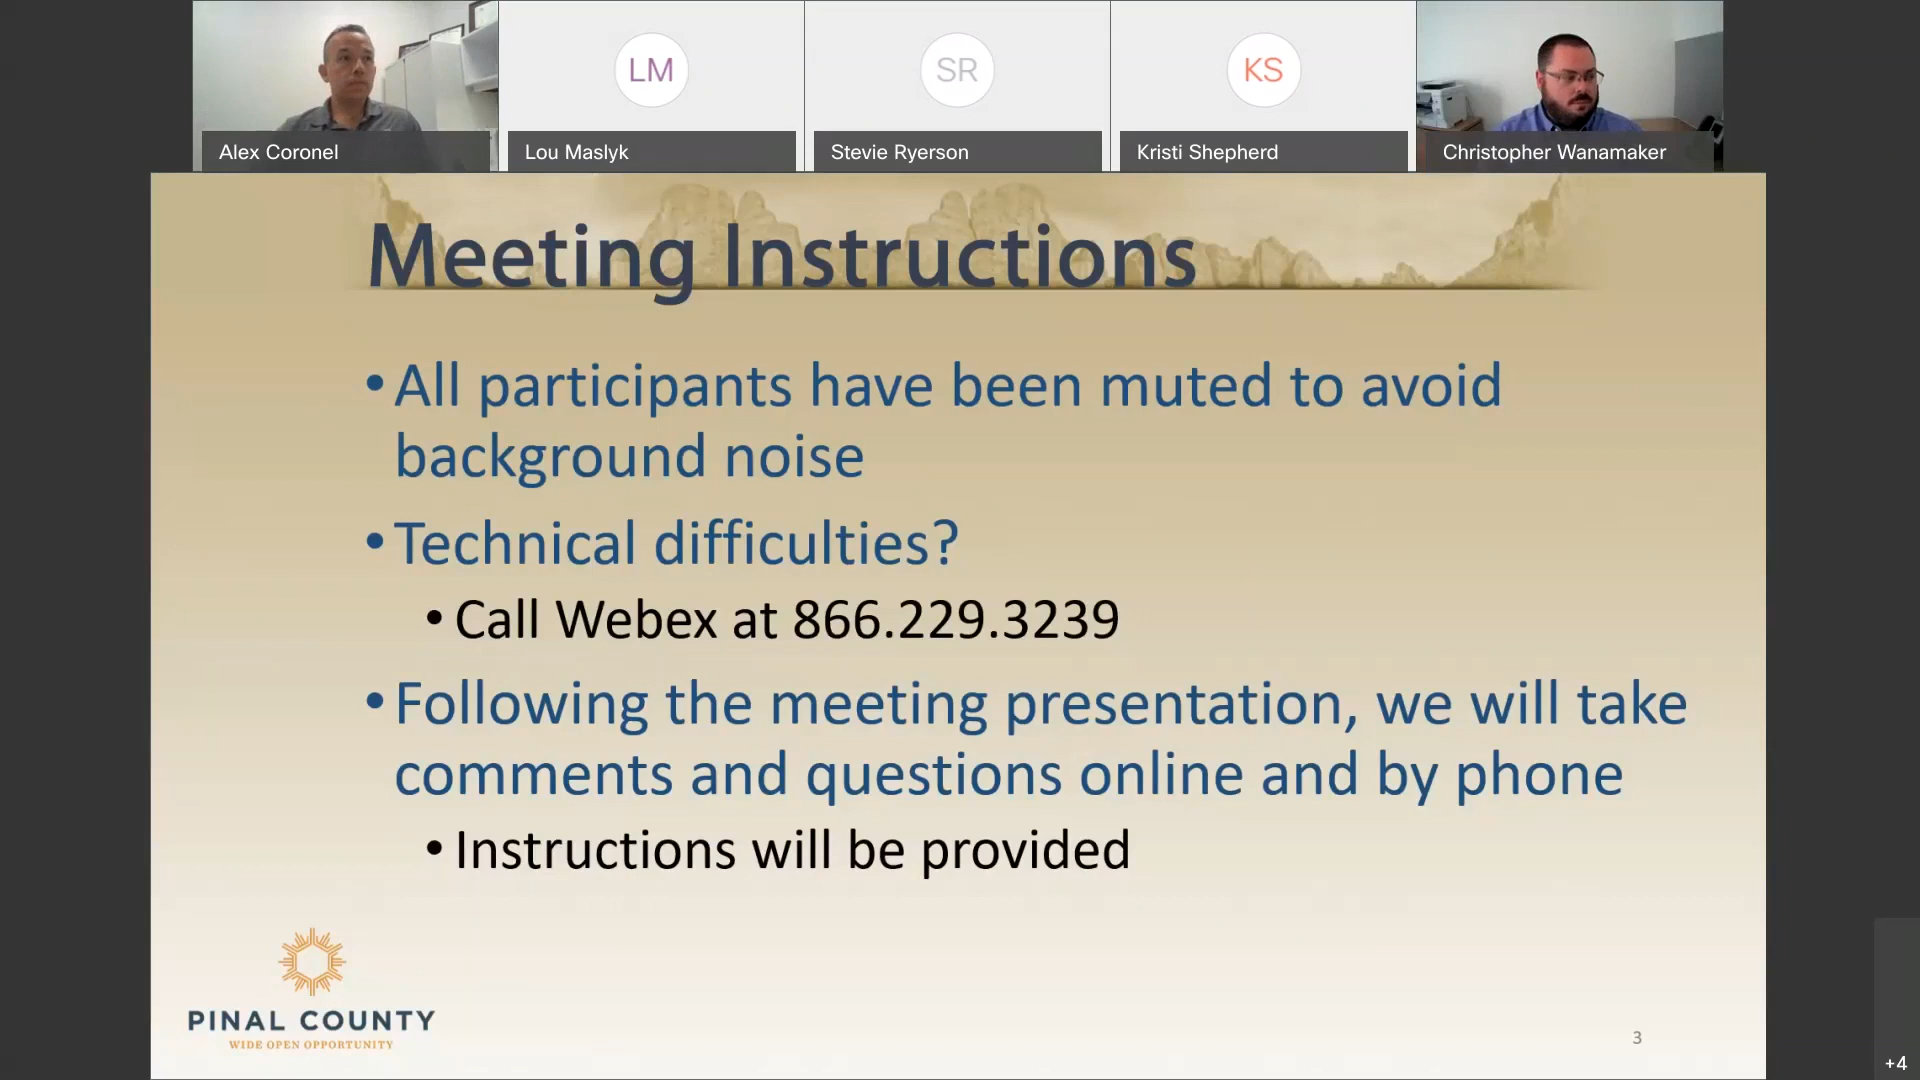 LM
SR
KS
Alex Coronel
Lou Maslyk
Stevie Ryerson
Kristi Shepherd
Christopher Wanamaker
Meeting Instructions
• All participants have been muted to avoid
background noise
• Technical difficulties?
• Call Webex at 866.229.3239
• Following the meeting presentation, we will take
comments and questions online and by phone
• Instructions will be provided
PINAL COUNTY
WIDE OPEN OPPORTUNITY
3
+4